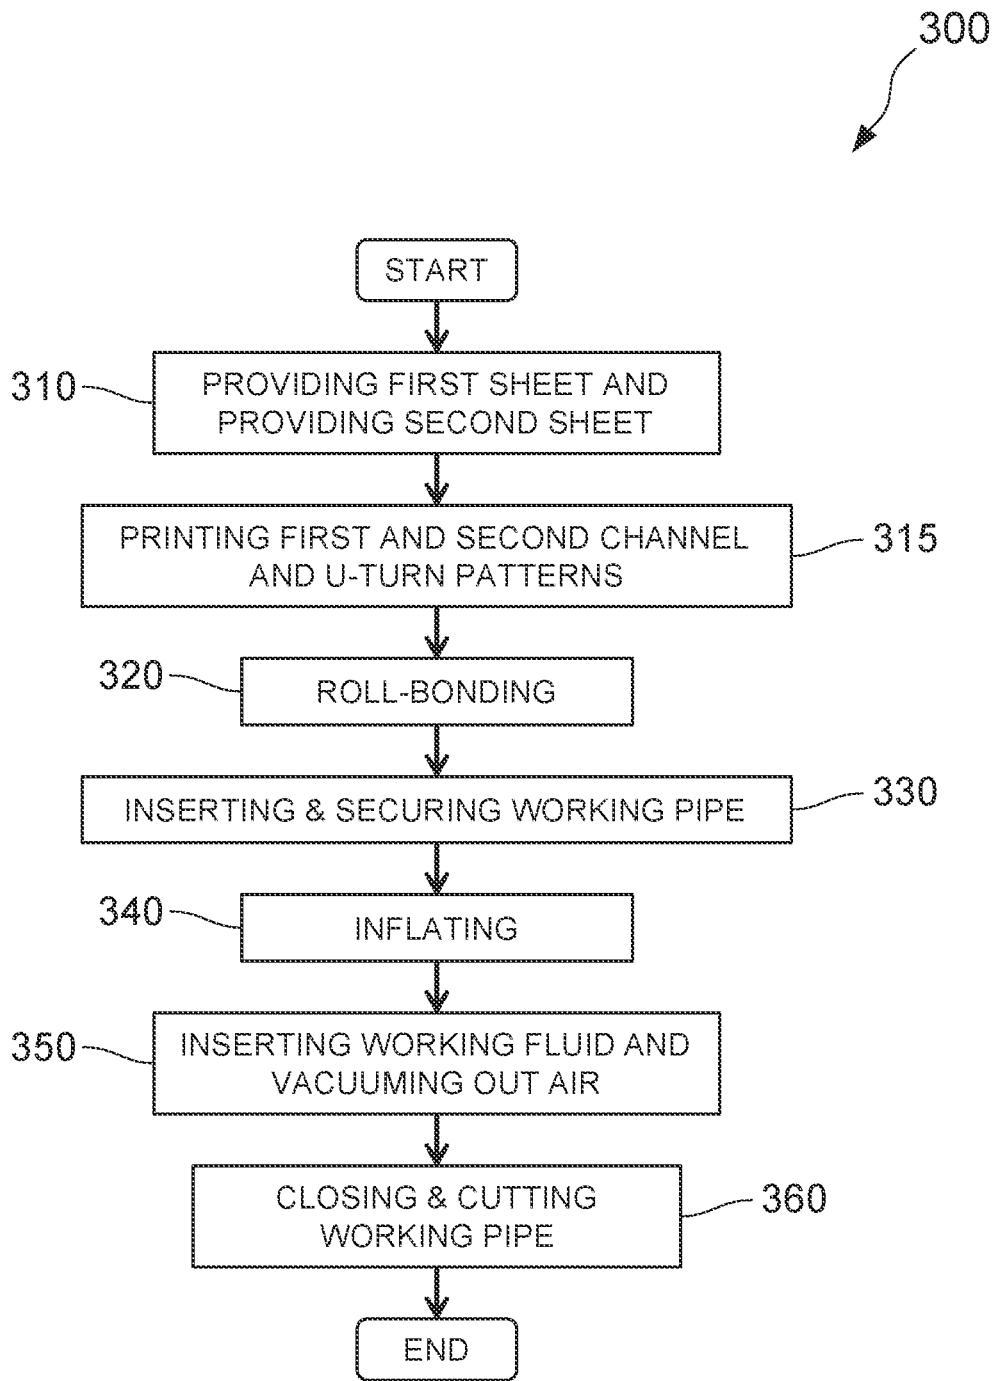 300
START
310
PROVIDING FIRST SHEET AND
PROVIDING SECOND SHEET
PRINTING FIRST AND SECOND CHANNEL
AND U-TURN PATTERNS
315
320
ROLL-BONDING
INSERTING & SECURING WORKING PIPE
330
340
INFLATING
350
INSERTING WORKING FLUID AND
VACUUMING OUT AIR
CLOSING & CUTTING
WORKING PIPE
360
END